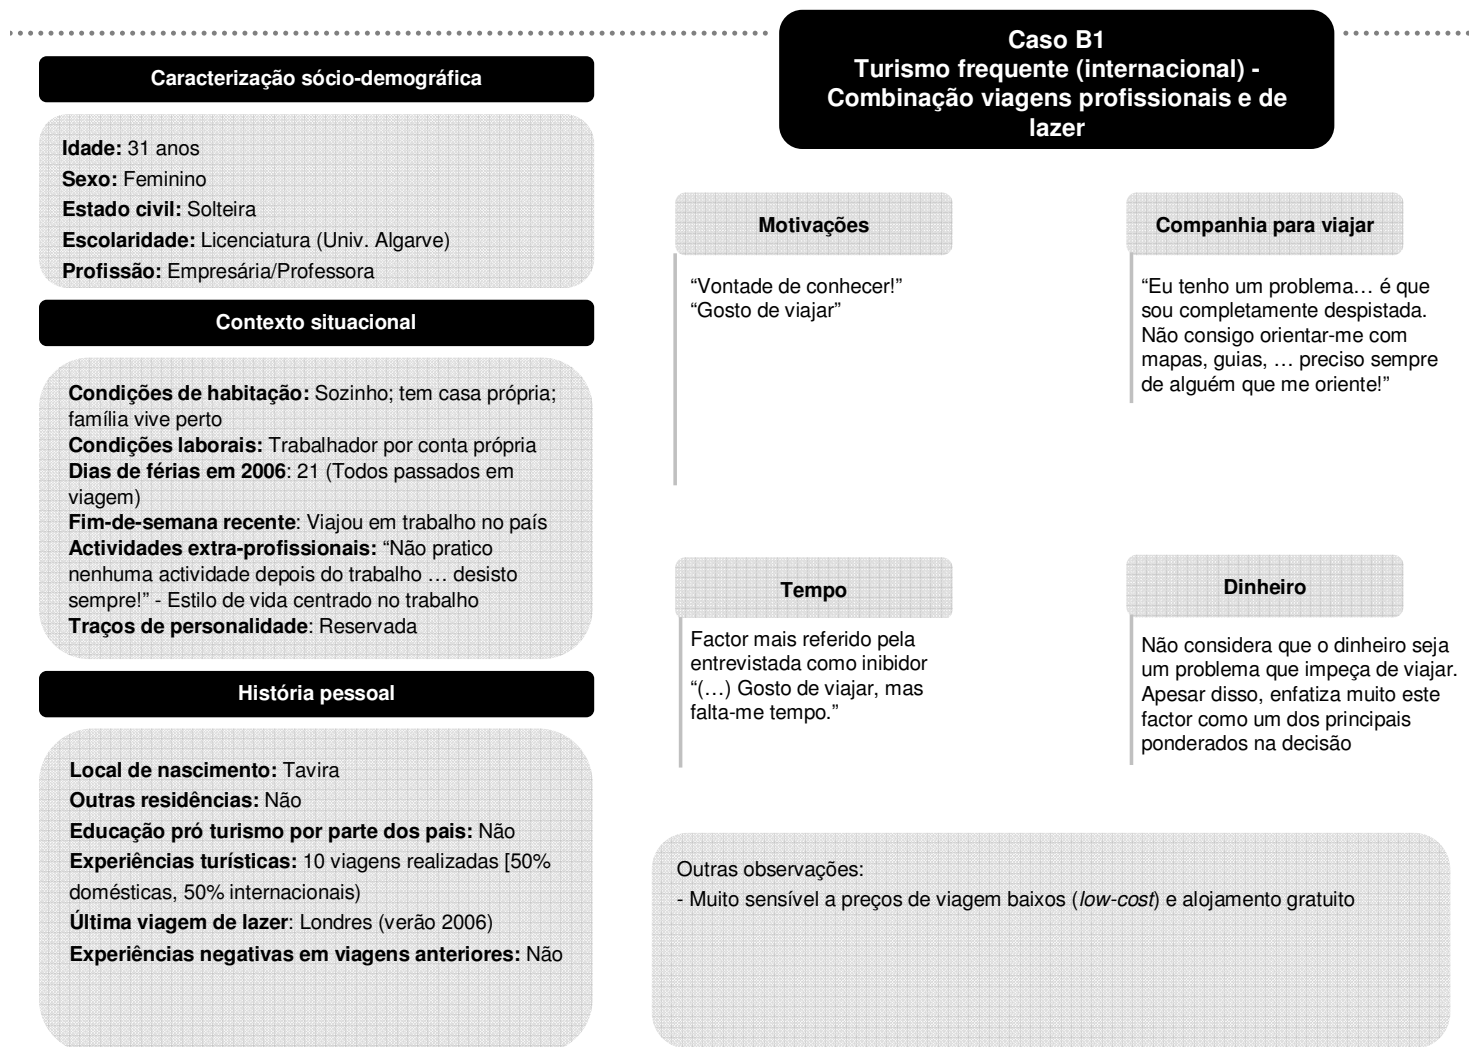 Caso B1
Turismo frequente (internacional) -
Combinação viagens profissionais e de
lazer
Caracterização sócio-demográfica
Idade: 31 anos
Sexo: Feminino
Estado civil: Solteira
Escolaridade: Licenciatura (Univ. Algarve)
Profissão: Empresária/Professora
Contexto situacional
Condições de habitação: Sozinho; tem casa própria;
família vive perto
Condições laborais: Trabalhador por conta própria
Dias de férias em 2006: 21 (Todos passados em
viagem)
Fim-de-semana recente: Viajou em trabalho no país
Actividades extra-profissionais: “Não pratico
nenhuma actividade depois do trabalho … desisto
sempre!” - Estilo de vida centrado no trabalho
Traços de personalidade: Reservada
História pessoal
Local de nascimento: Tavira
Outras residências: Não
Educação pró turismo por parte dos pais: Não
Experiências turísticas: 10 viagens realizadas [50%
domésticas, 50% internacionais)
Última viagem de lazer: Londres (verão 2006)
Experiências negativas em viagens anteriores: Não
Motivações
“Vontade de conhecer!”
“Gosto de viajar”
Companhia para viajar
“Eu tenho um problema… é que
sou completamente despistada.
Não consigo orientar-me com
mapas, guias, … preciso sempre
de alguém que me oriente!”
Tempo
Factor mais referido pela
entrevistada como inibidor
“(…) Gosto de viajar, mas
falta-me tempo.”
Dinheiro
Não considera que o dinheiro seja
um problema que impeça de viajar.
Apesar disso, enfatiza muito este
factor como um dos principais
ponderados na decisão
Outras observações:
- Muito sensível a preços de viagem baixos (low-cost) e alojamento gratuito